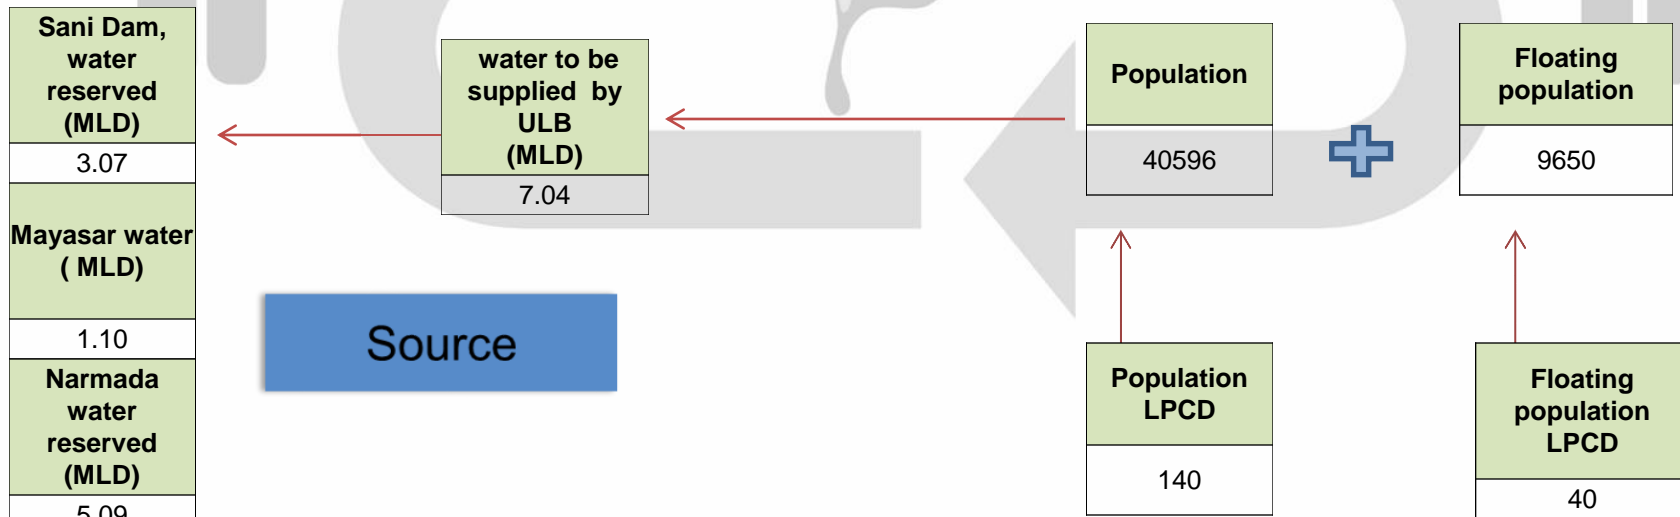 Sani Dam,
water
reserved
(MLD)
3.07
Mayasar water
( MLD)
1.10
Narmada
water
reserved
(MLD)
5.09
water to be
supplied by
ULB
(MLD)
7.04
Source
Population
40596
Floating
population
9650
Population
LPCD
140
Floating
population
LPCD
40